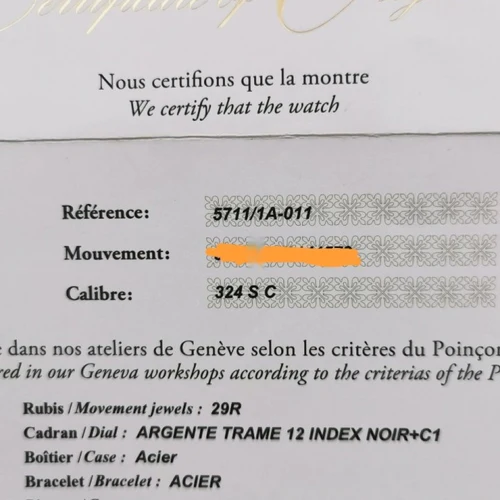 Nous certifions que la montre
We certify that the watch
Référence: 5711/1A-011
Mouvement:
Calibre: 324 S C
dans nos ateliers de Genève selon les critères du Poinço
in our Geneva workshops according to the criterias of the P
Rubis / Movement jewels : 29R
Cadran / Dial : ARGENTE TRAME 12 INDEX NOIR+C1
Boîtier / Case : Acier
Bracelet / Bracelet : ACIER